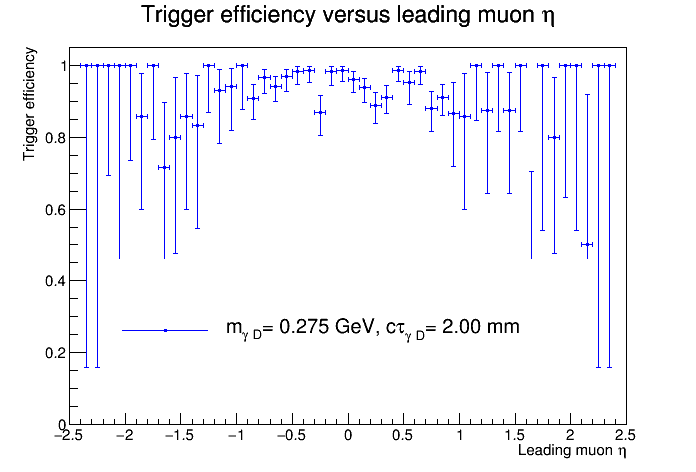 Trigger efficiency versus leading muon η
Trigger efficiency
1
0.8
0.6
0.4
0.2
0
m γ D = 0.275 GeV, cτ γ D = 2.00 mm
−2.5 −2 −1.5 −1 −0.5 0 0.5 1 1.5 2 2.5
Leading muon η